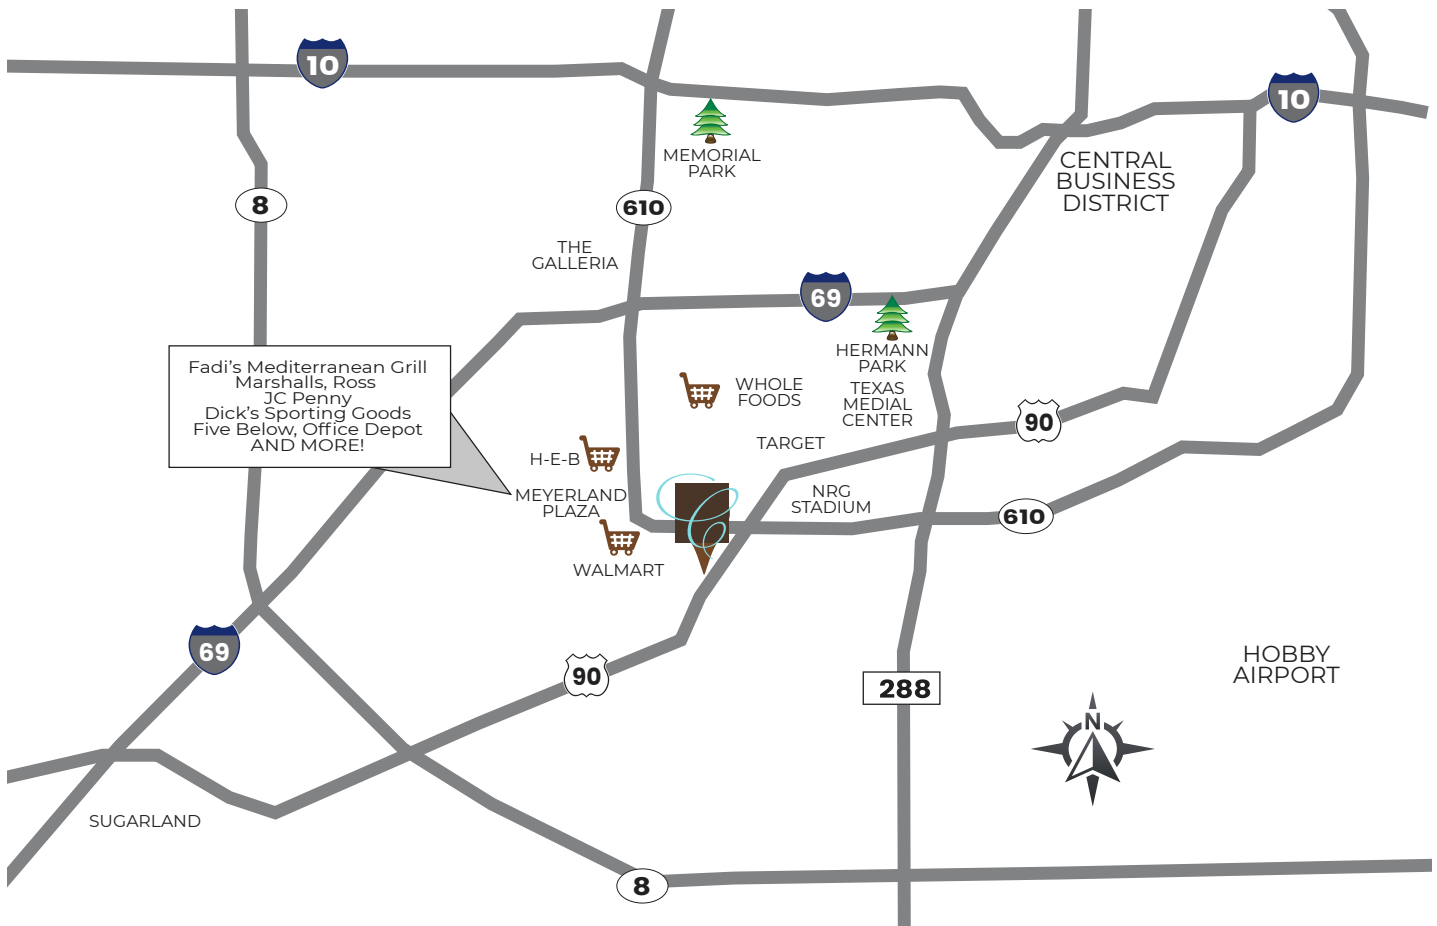 10
10
MEMORIAL
PARK
CENTRAL
BUSINESS
DISTRICT
8
610
THE
GALLERIA
69
HERMANN
PARK
Fadi's Mediterranean Grill
Marshalls, Ross
JC Penny
Dick's Sporting Goods
Five Below, Office Depot
AND MORE!
WHOLE
FOODS
TEXAS
MEDIAL
CENTER
90
TARGET
H-E-B
MEYERLAND
PLAZA
C
C
NRG
STADIUM
610
WALMART
69
90
288
HOBBY
AIRPORT
N
SUGARLAND
8